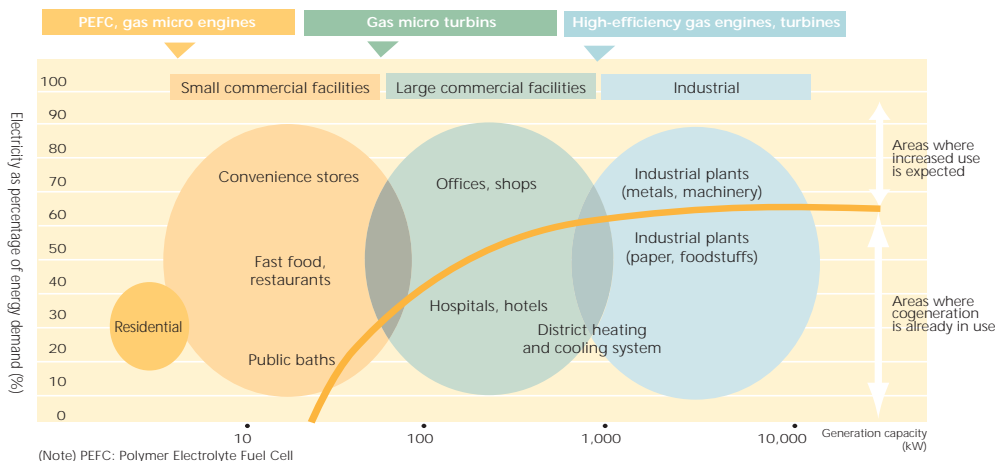 PEFC, gas micro engines
Gas micro turbins
High-efficiency gas engines, turbines
Small commercial facilities
Large commercial facilities
Industrial
Electricity as percentage of energy demand (%)
100
90
80
70
60
50
40
30
20
10
0
Convenience stores
Fast food,
restaurants
Public baths
Residential
Offices, shops
Hospitals, hotels
District heating
and cooling system
Industrial plants
(metals, machinery)
Industrial plants
(paper, foodstuffs)
Areas where
increased use
is expected
Areas where
cogeneration
is already in use
10
100
1,000
10,000
Generation capacity
(kW)
(Note) PEFC: Polymer Electrolyte Fuel Cell